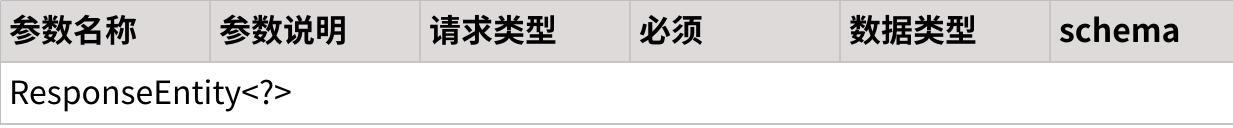 参数名称 参数说明 请求类型 必须 数据类型 schema
ResponseEntity<?>